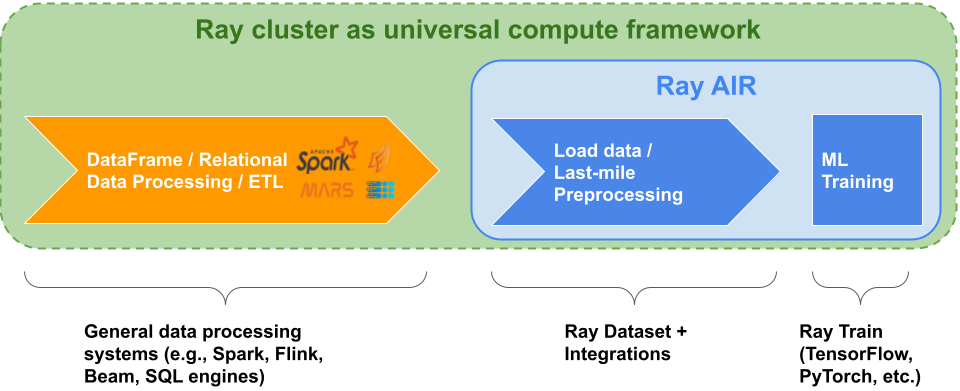 Ray cluster as universal compute framework
Ray AIR
DataFrame / Relational
Data Processing / ETL
APACHE
Spark
MARS
Load data /
Last-mile
Preprocessing
ML
Training
General data processing
systems (e.g., Spark, Flink,
Beam, SQL engines)
Ray Dataset +
Integrations
Ray Train
(TensorFlow,
PyTorch, etc.)